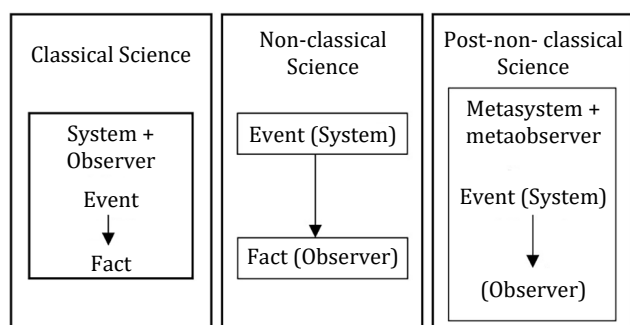 Classical Science
System +
Observer
Event
Fact
Non-classical
Science
Event (System)
Fact (Observer)
Post-non- classical
Science
Metasystem +
metaobserver
Event (System)
(Observer)